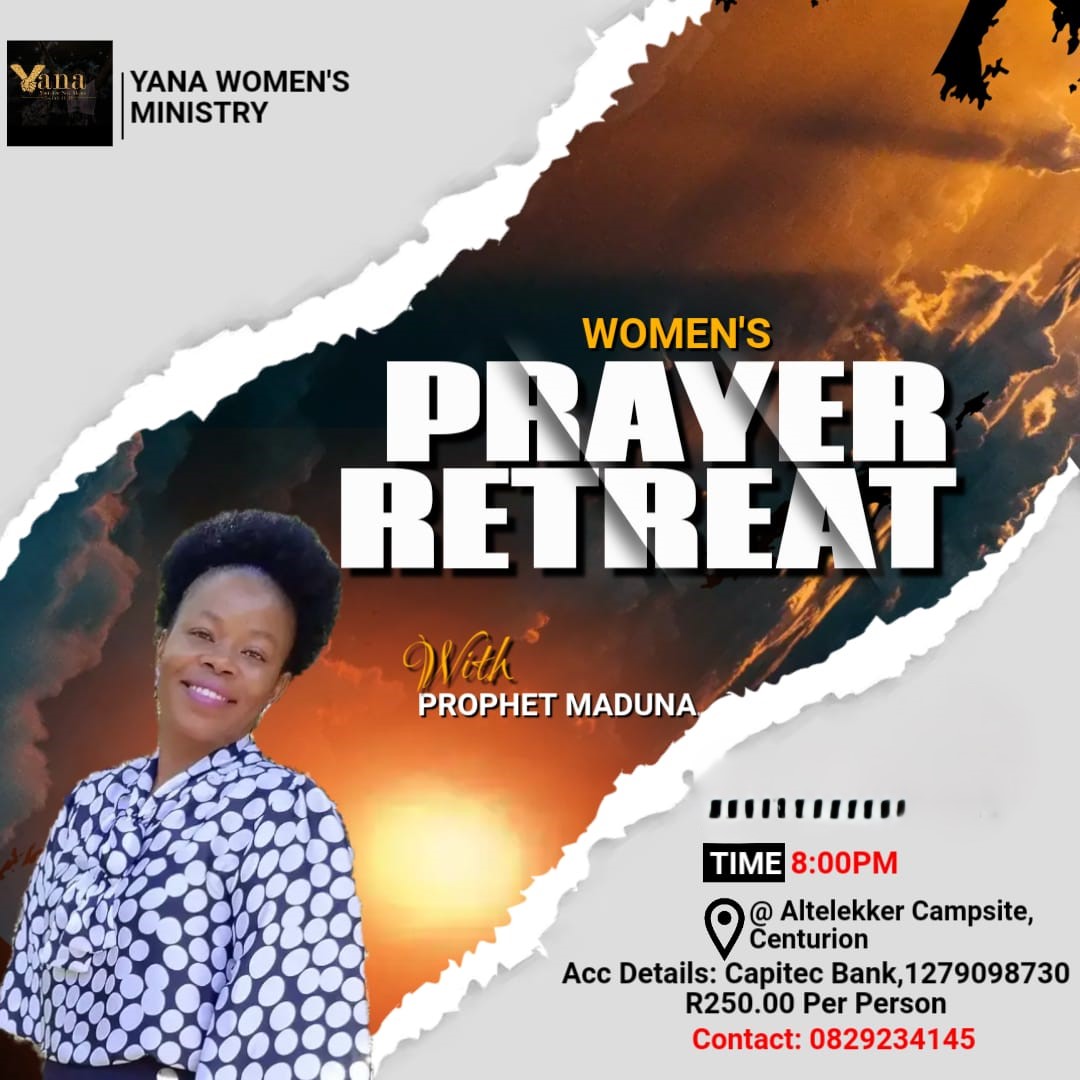 Yana
YANA WOMEN'S
MINISTRY
WOMEN'S
PRAYER
RETREAT
With
PROPHET MADUNA
TIME 8:00PM
@ Altelekker Campsite,
Centurion
Acc Details: Capitec Bank,1279098730
R250.00 Per Person
Contact: 0829234145